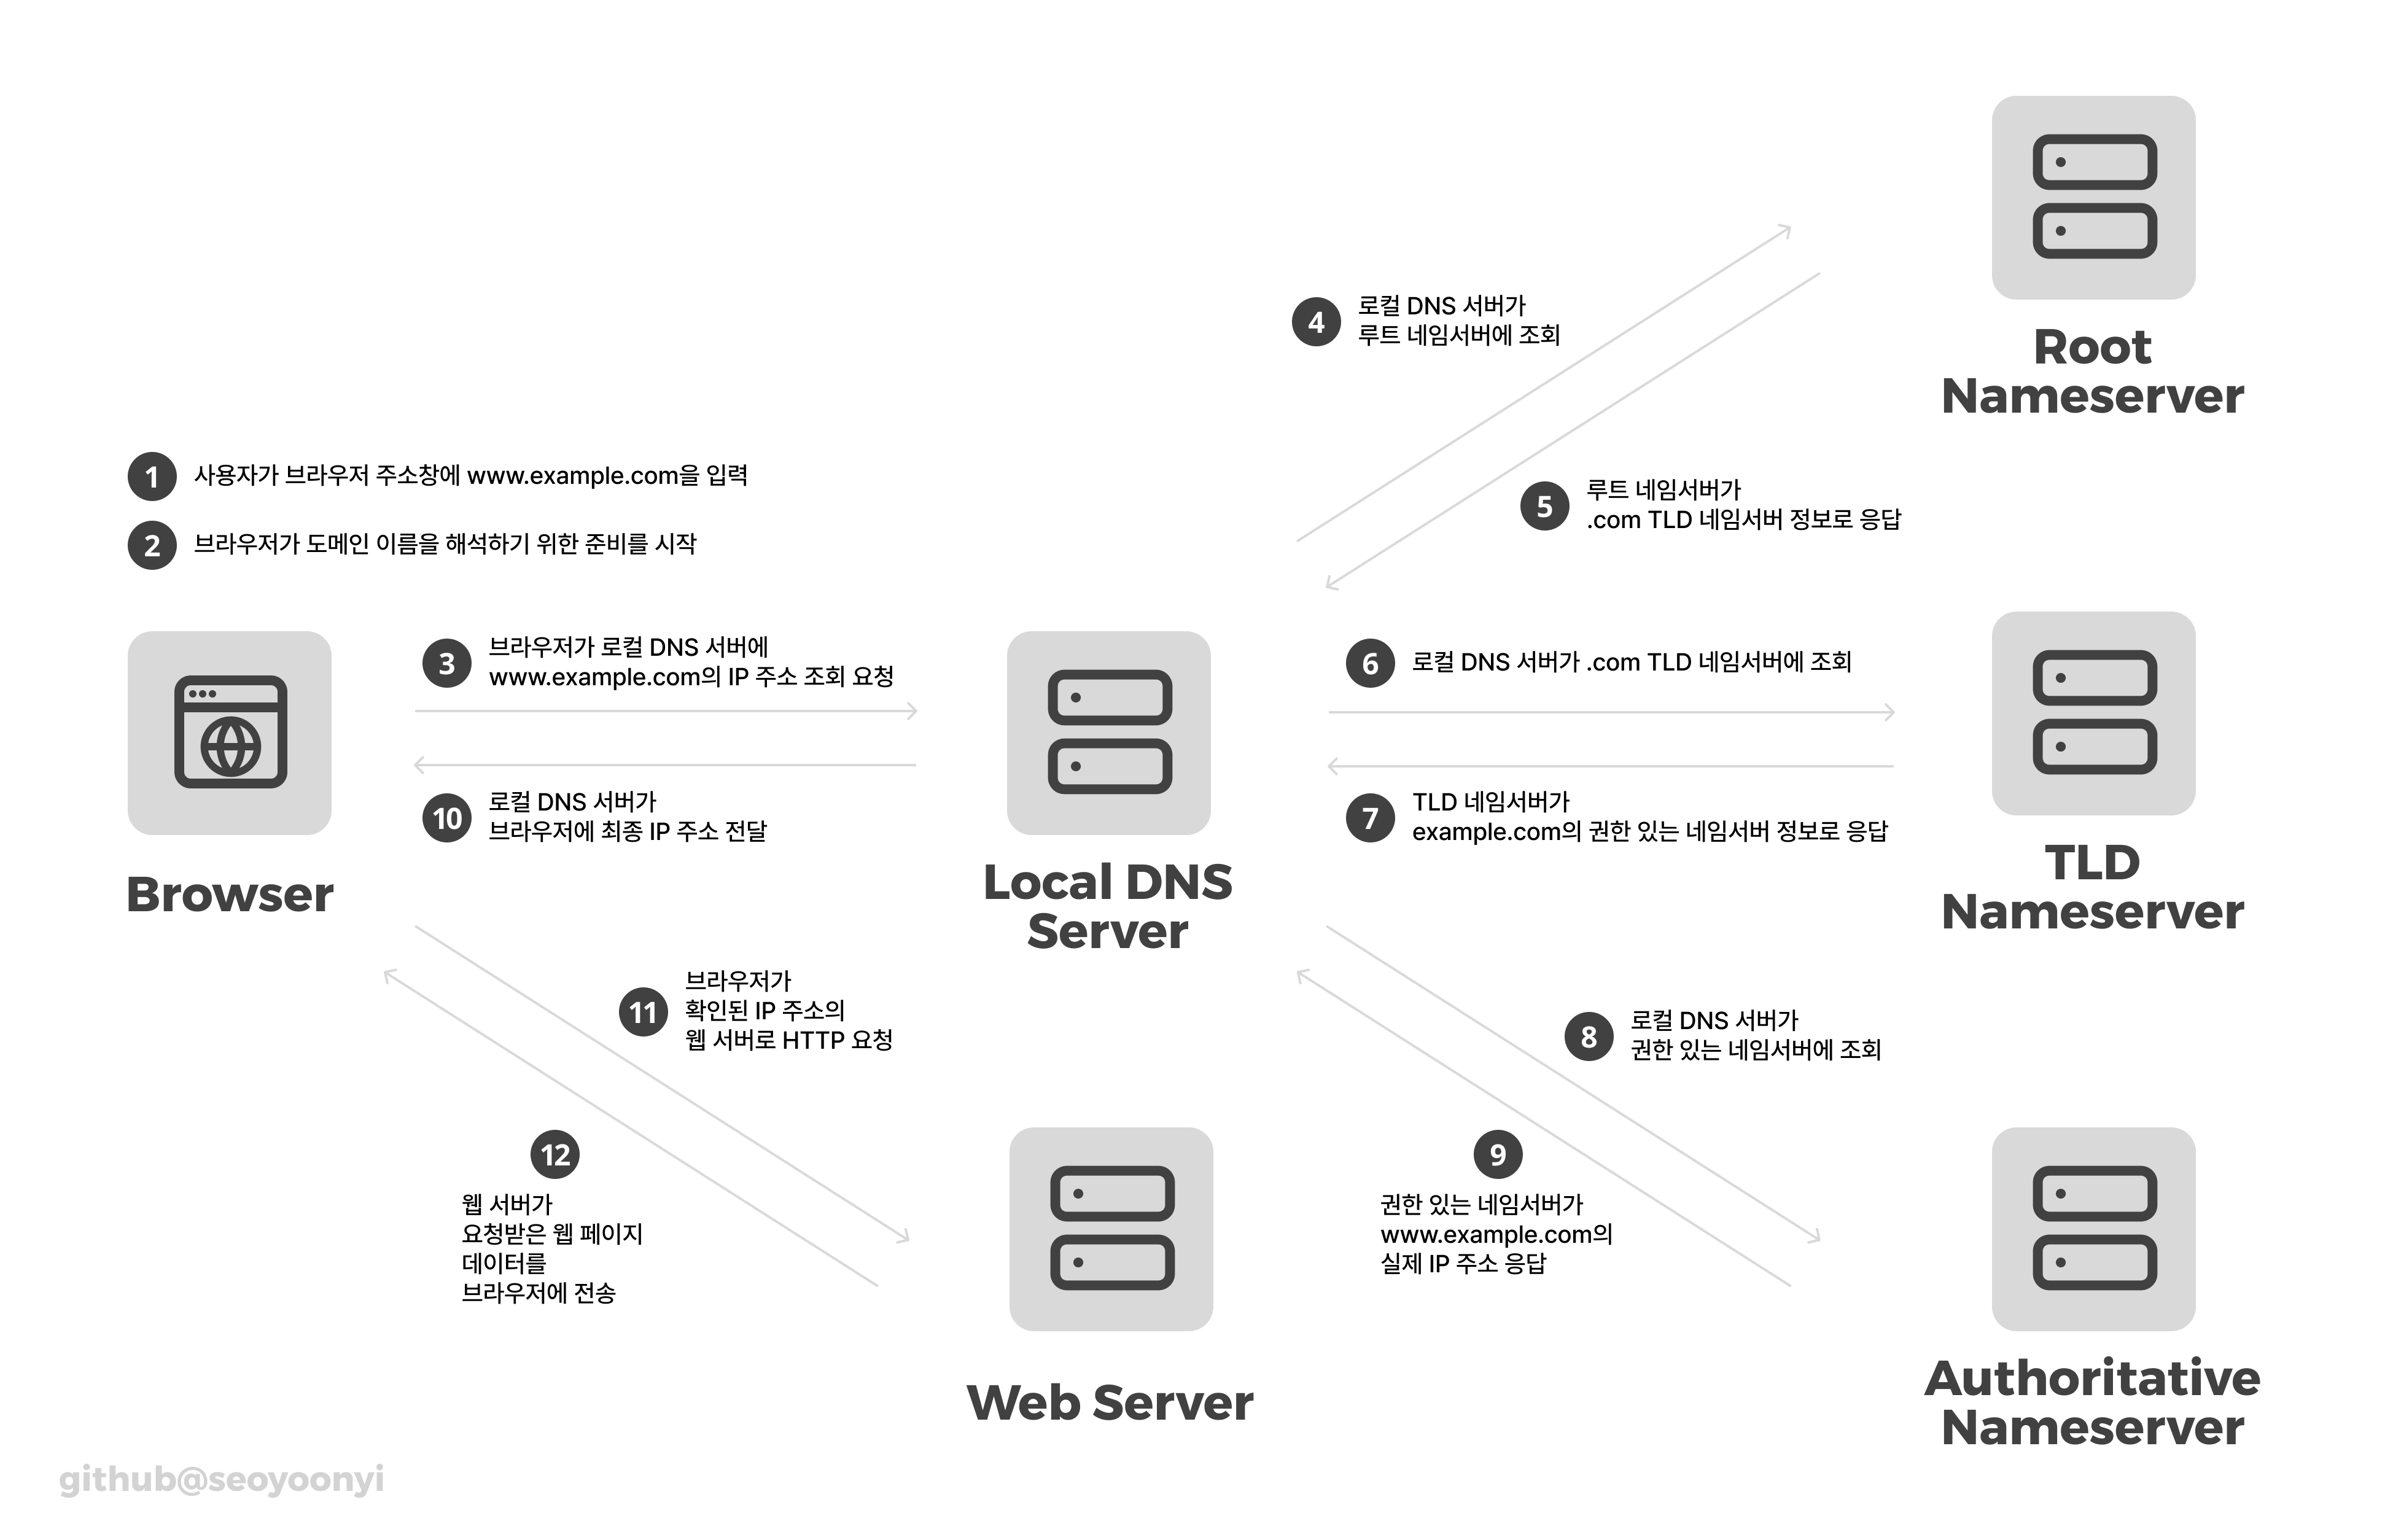 1 사용자가 브라우저 주소창에 www.example.com을 입력
2 브라우저가 도메인 이름을 해석하기 위한 준비를 시작
Browser
3 브라우저가 로컬 DNS 서버에
www.example.com의 IP 주소 조회 요청
10 로컬 DNS 서버가
브라우저에 최종 IP 주소 전달
Local DNS
Server
4 로컬 DNS 서버가
루트 네임서버에 조회
5 루트 네임서버가
.com TLD 네임서버 정보로 응답
Root
Nameserver
6 로컬 DNS 서버가 .com TLD 네임서버에 조회
7 TLD 네임서버가
example.com의 권한 있는 네임서버 정보로 응답
TLD
Nameserver
8 로컬 DNS 서버가
권한 있는 네임서버에 조회
9
권한 있는 네임서버가
www.example.com의
실제 IP 주소 응답
Authoritative
Nameserver
11 브라우저가
확인된 IP 주소의
웹 서버로 HTTP 요청
12
웹 서버가
요청받은 웹 페이지
데이터를
브라우저에 전송
Web Server
github@seoyoonyi